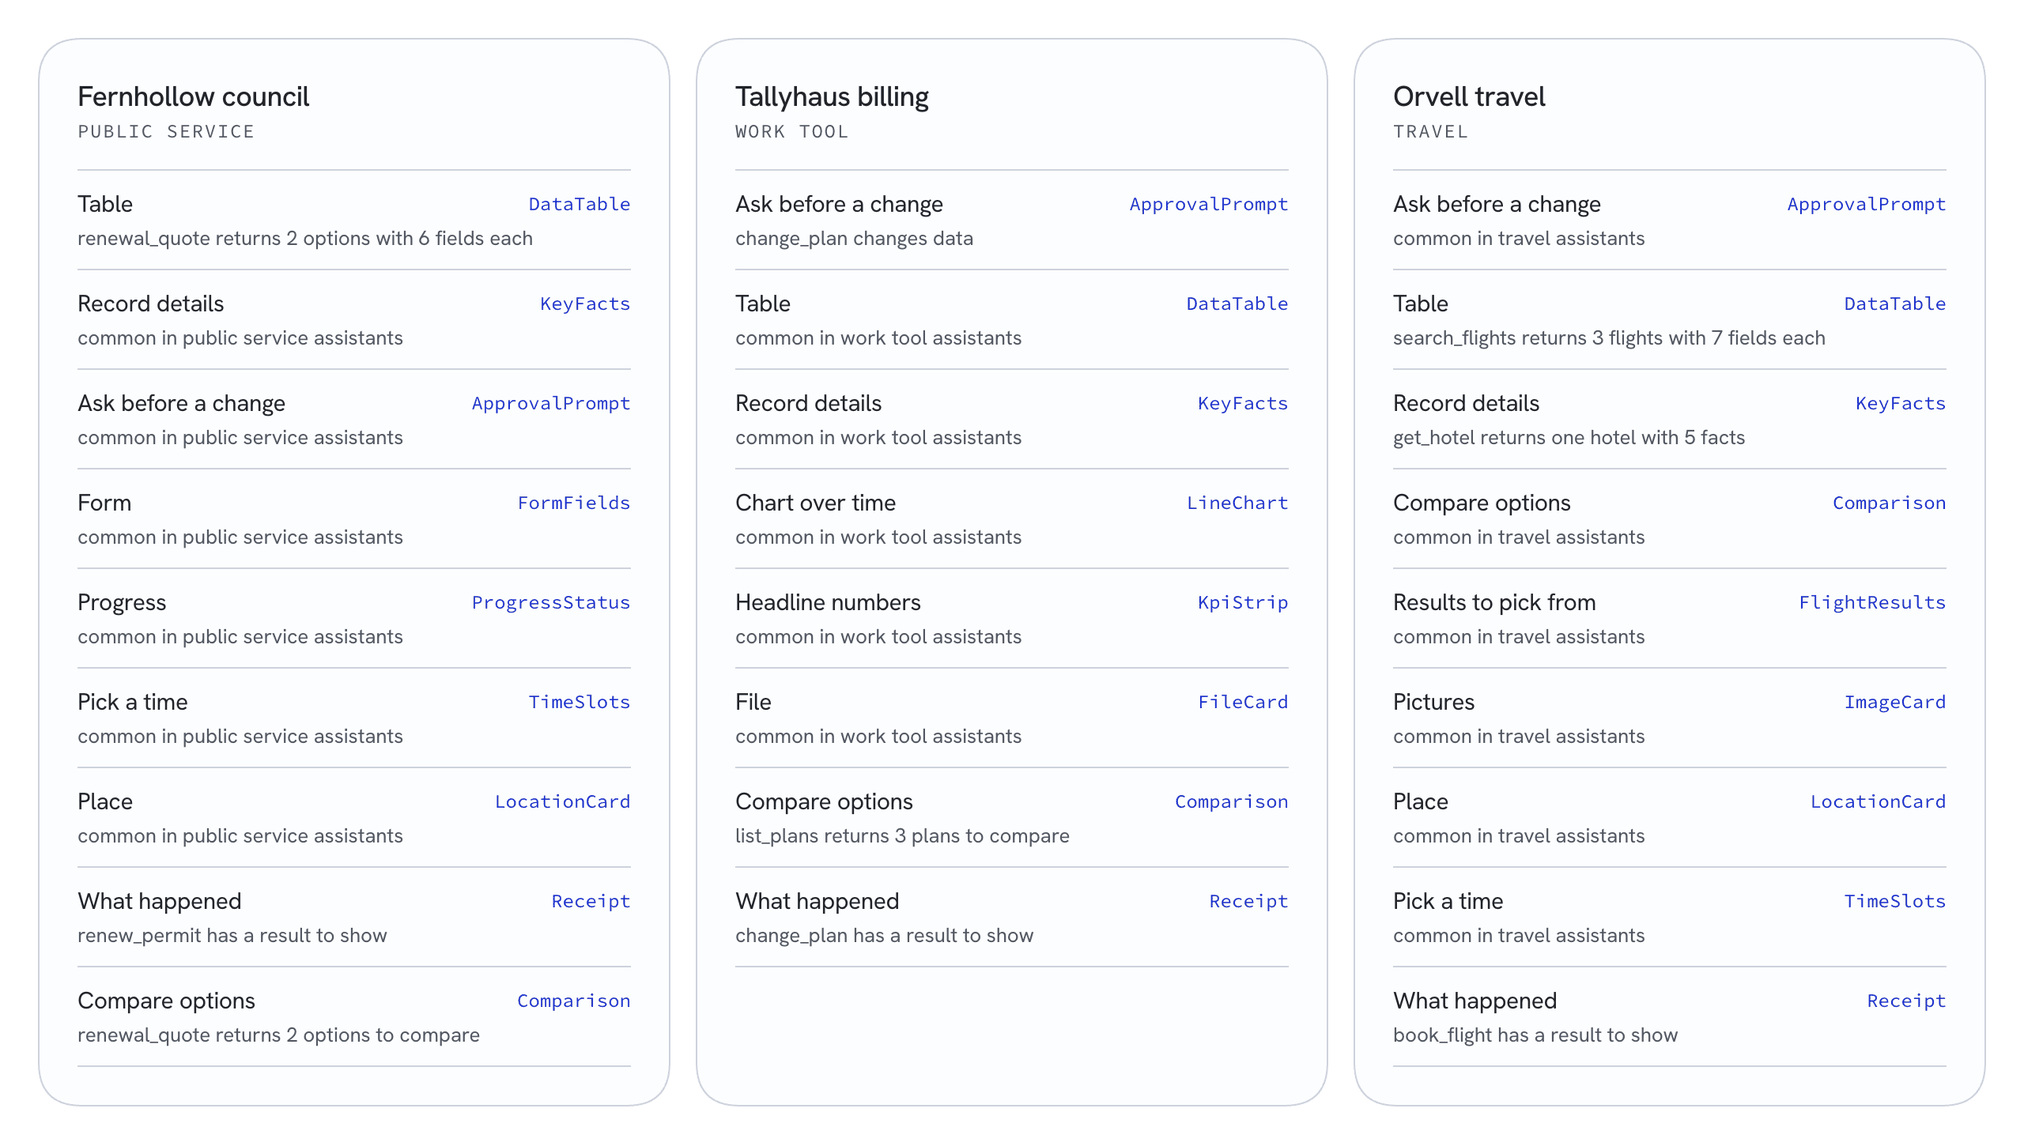 Fernhollow council
PUBLIC SERVICE
Table DataTable
renewal_quote returns 2 options with 6 fields each
Record details KeyFacts
common in public service assistants
Ask before a change ApprovalPrompt
common in public service assistants
Form FormFields
common in public service assistants
Progress ProgressStatus
common in public service assistants
Pick a time TimeSlots
common in public service assistants
Place LocationCard
common in public service assistants
What happened Receipt
renew_permit has a result to show
Compare options Comparison
renewal_quote returns 2 options to compare
Tallyhaus billing
WORK TOOL
Ask before a change ApprovalPrompt
change_plan changes data
Table DataTable
common in work tool assistants
Record details KeyFacts
common in work tool assistants
Chart over time LineChart
common in work tool assistants
Headline numbers KpiStrip
common in work tool assistants
File FileCard
common in work tool assistants
Compare options Comparison
list_plans returns 3 plans to compare
What happened Receipt
change_plan has a result to show
Orvell travel
TRAVEL
Ask before a change ApprovalPrompt
common in travel assistants
Table DataTable
search_flights returns 3 flights with 7 fields each
Record details KeyFacts
get_hotel returns one hotel with 5 facts
Compare options Comparison
common in travel assistants
Results to pick from FlightResults
common in travel assistants
Pictures ImageCard
common in travel assistants
Place LocationCard
common in travel assistants
Pick a time TimeSlots
common in travel assistants
What happened Receipt
book_flight has a result to show